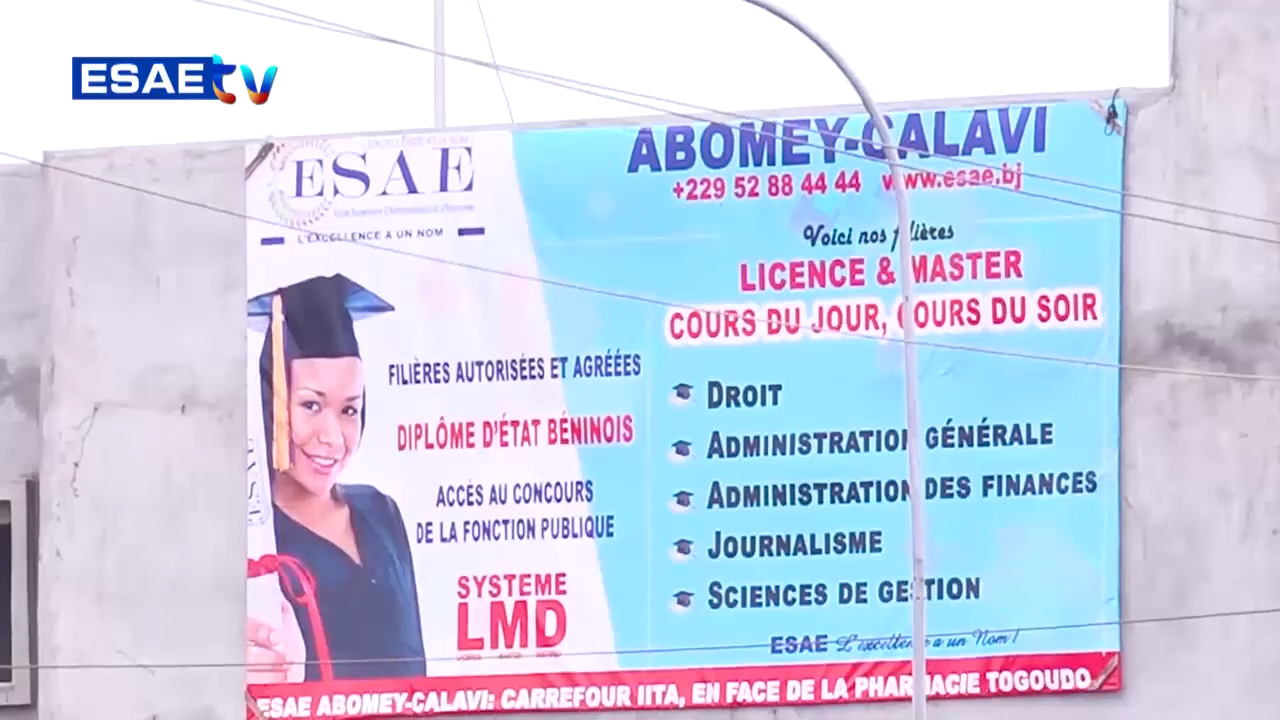 ESAE tv
ESAE
L'EXCELLENCE A UN NOM
FILIÈRES AUTORISÉES ET AGRÉÉES
DIPLÔME D'ÉTAT BÉNINOIS
ACCÈS AU CONCOURS
DE LA FONCTION PUBLIQUE
SYSTEME
LMD
ABOMEY-CALAVI
+229 52 88 44 44 www.esae.bj
Voici nos filières
LICENCE & MASTER
COURS DU JOUR, COURS DU SOIR
DROIT
ADMINISTRATION GÉNÉRALE
ADMINISTRATION DES FINANCES
JOURNALISME
SCIENCES DE GESTION
ESAE L'excellence a un Nom !
ESAE ABOMEY-CALAVI: CARREFOUR IITA, EN FACE DE LA PHARMACIE TOGOUDO